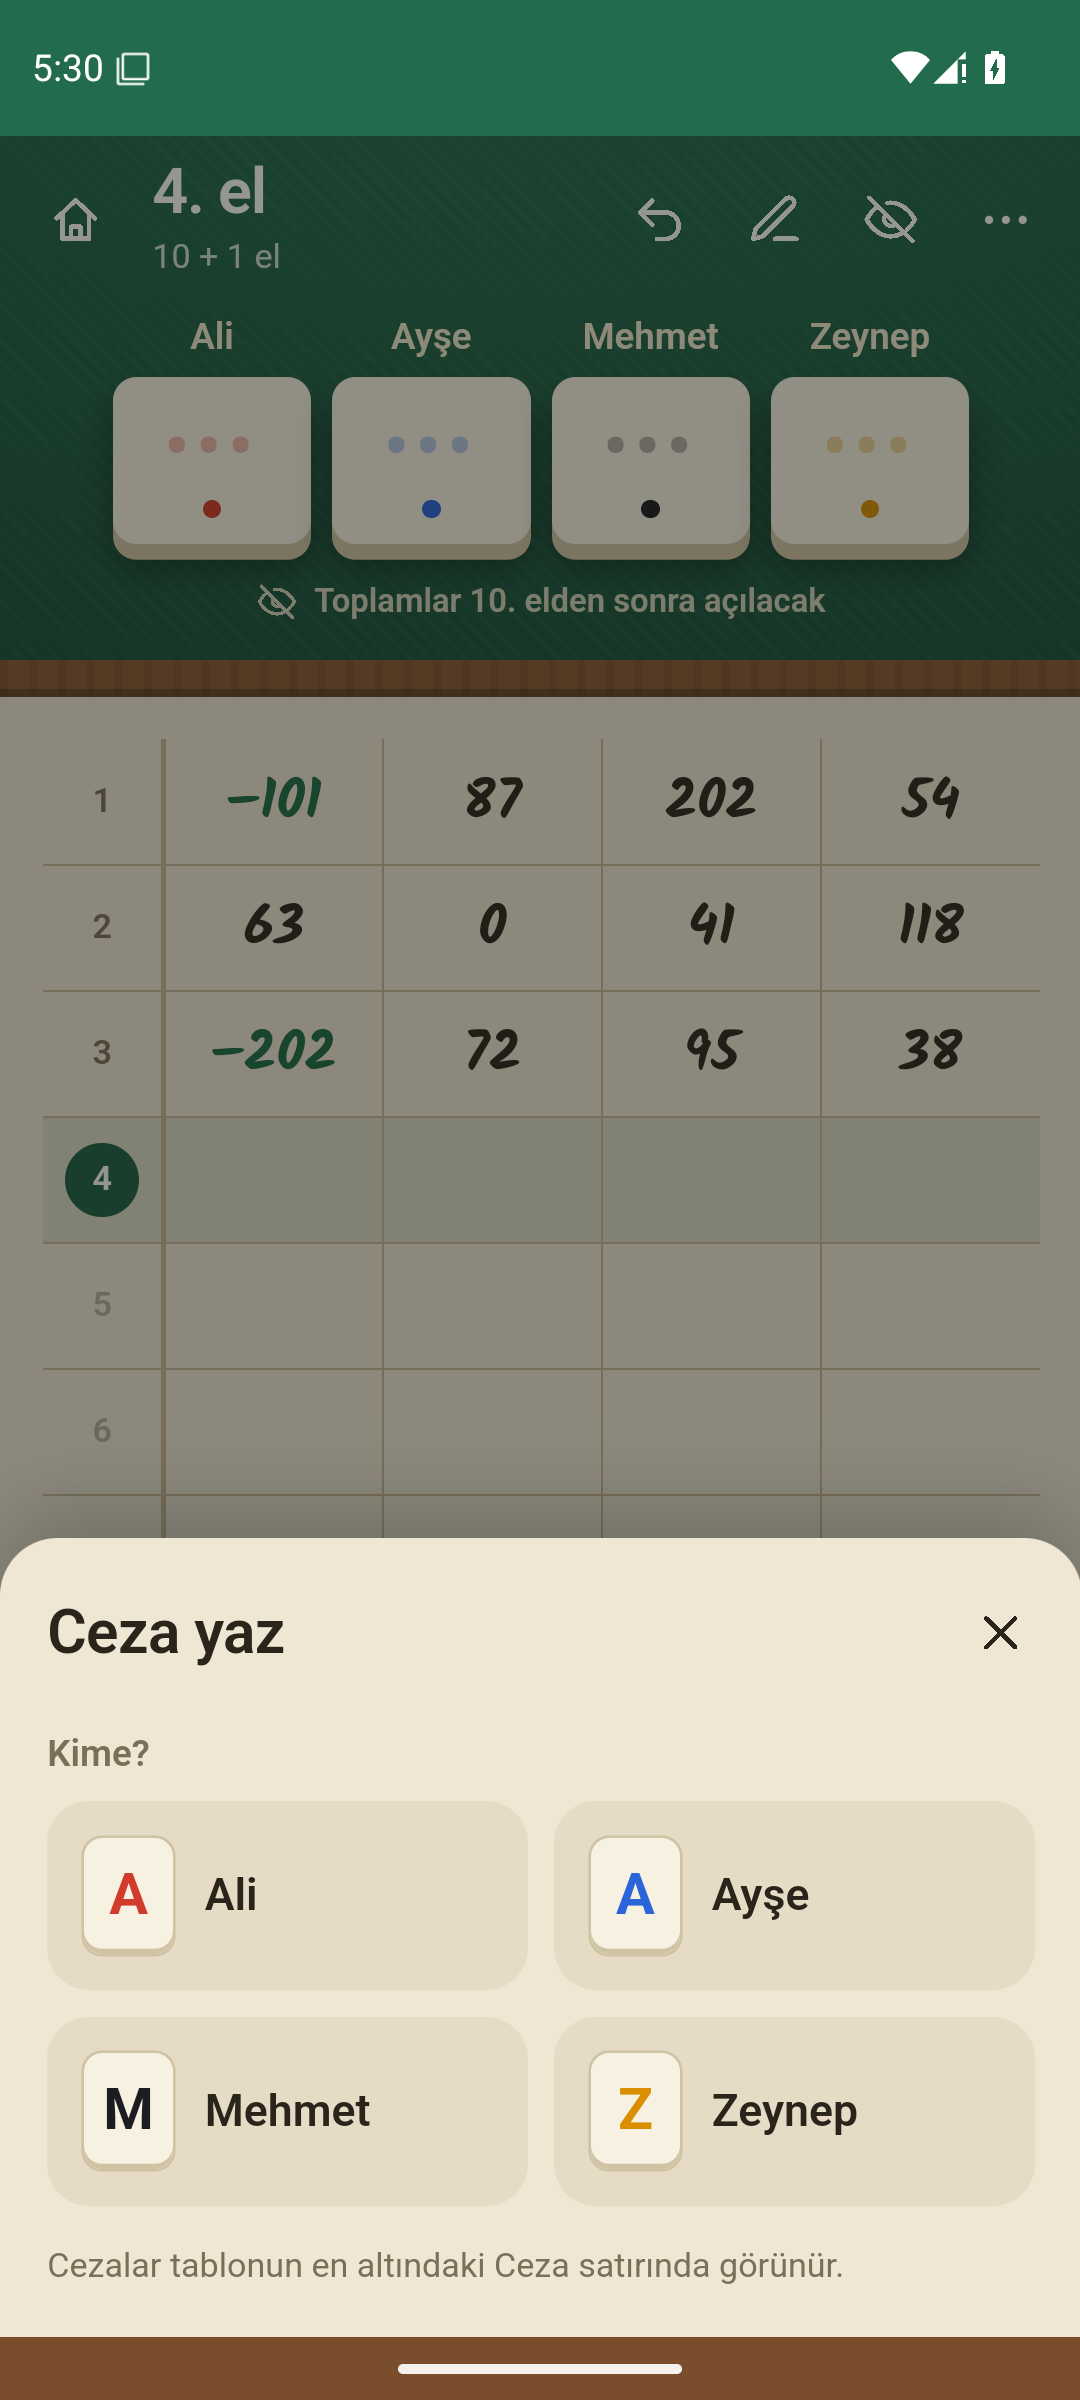 5:30
4. el
10 + 1 el
Ali Ayşe Mehmet Zeynep
Toplamlar 10. elden sonra açılacak
1 –101 87 202 54
2 63 0 41 118
3 –202 72 95 38
4
5
6
Ceza yaz
Kime?
A Ali A Ayşe
M Mehmet Z Zeynep
Cezalar tablonun en altındaki Ceza satırında görünür.